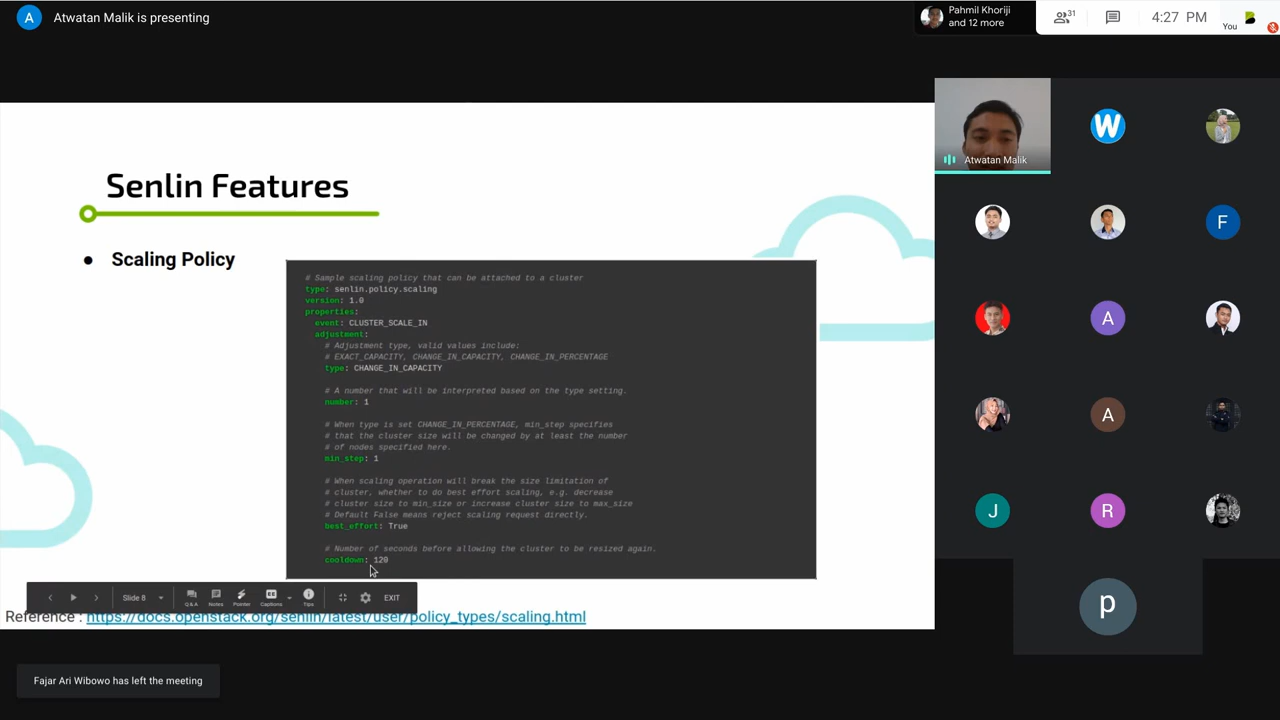 A Atwatan Malik is presenting
Pahmil Khoriji
and 12 more
31
4:27 PM
You
Senlin Features
● Scaling Policy
# Sample scaling policy that can be attached to a cluster
type: senlin.policy.scaling
version: 1.0
properties:
event: CLUSTER_SCALE_IN
adjustment:
# Adjustment type, valid values include:
# EXACT_CAPACITY, CHANGE_IN_CAPACITY, CHANGE_IN_PERCENTAGE
type: CHANGE_IN_CAPACITY
# A number that will be interpreted based on the type setting.
number: 1
# When type is set CHANGE_IN_PERCENTAGE, min_step specifies
# that the cluster size will be changed by at least the number
# of nodes specified here.
min_step: 1
# When scaling operation will break the size limitation of
# cluster, whether to do best effort scaling, e.g. decrease
# cluster size to min_size or increase cluster size to max_size
# Default False means reject scaling request directly.
best_effort: True
# Number of seconds before allowing the cluster to be resized again.
cooldown: 120
Slide 8
Q&A
Notes
Pointer
Captions
Tips
EXIT
Reference : https://docs.openstack.org/senlin/latest/user/policy_types/scaling.html
Fajar Ari Wibowo has left the meeting
Atwatan Malik
W
F
A
A
J
R
p